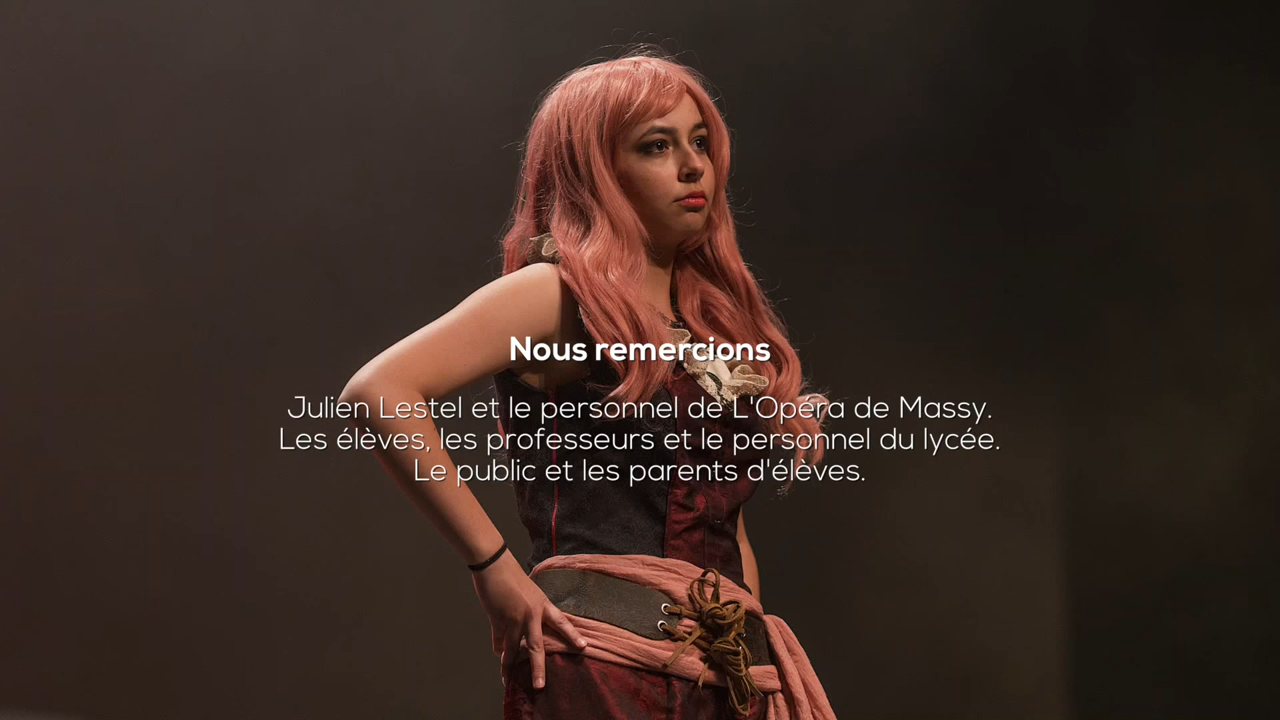 Nous remercions
Julien Lestel et le personnel de L'Opéra de Massy.
Les élèves, les professeurs et le personnel du lycée.
Le public et les parents d'élèves.